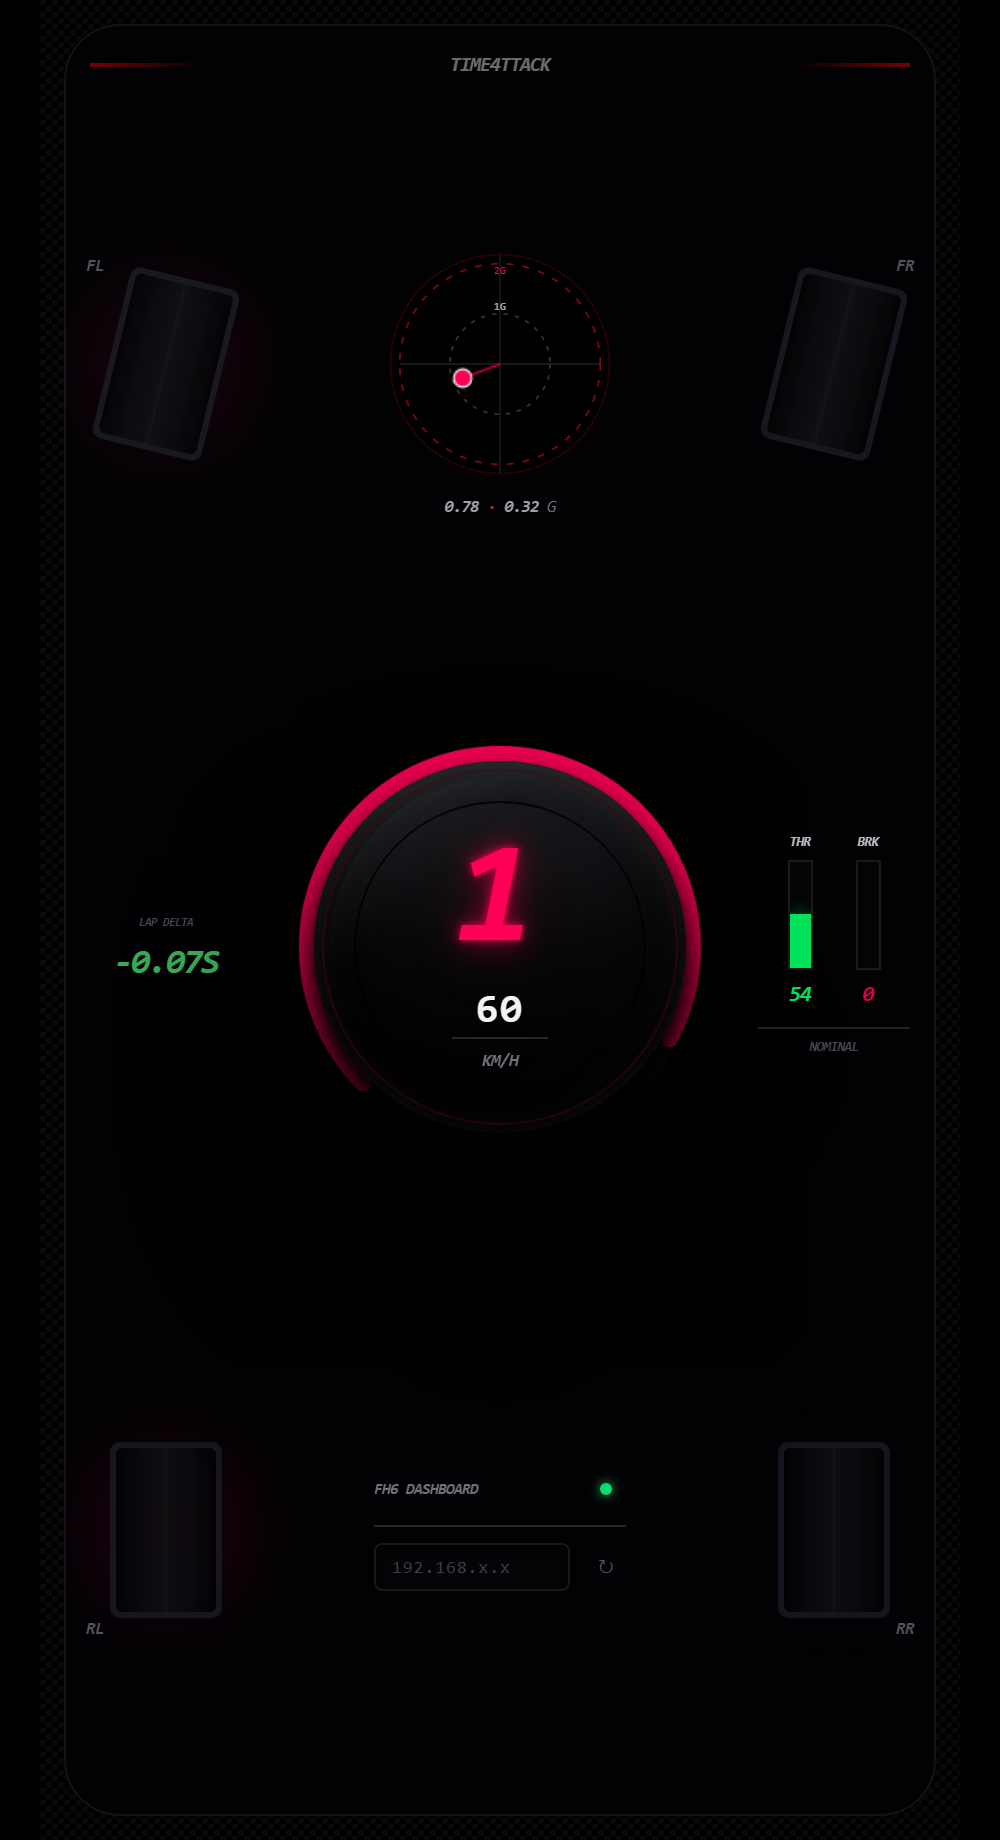 TIME4TTACK
FL
FR
2G
1G
0.78 · 0.32 G
THR
BRK
1
LAP DELTA
-0.07S
54
0
60
NOMINAL
KM/H
FH6 DASHBOARD
192.168.x.x
↻
RL
RR